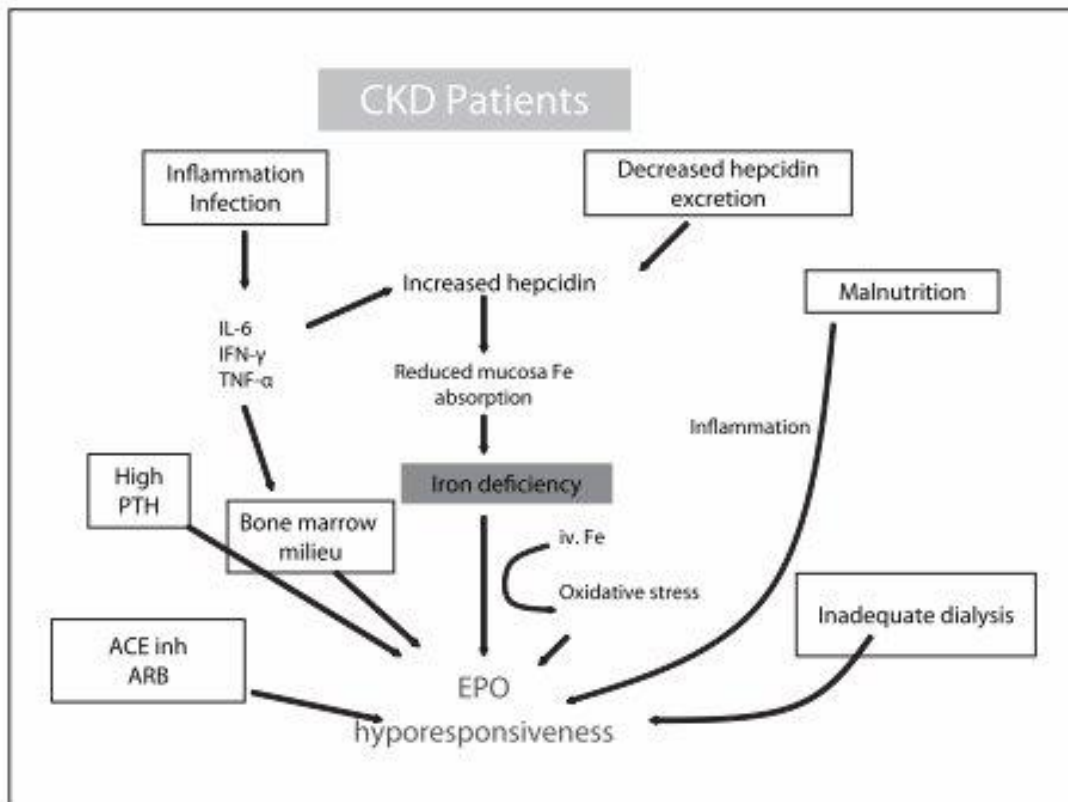 CKD Patients
Inflammation
Infection
Decreased hepcidin
excretion
Increased hepcidin
Malnutrition
IL-6
IFN-γ
TNF-α
Reduced mucosa Fe
absorption
Inflammation
High
PTH
Iron deficiency
Bone marrow
milieu
iv. Fe
Oxidative stress
Inadequate dialysis
ACE inh
ARB
EPO
hyporesponsiveness